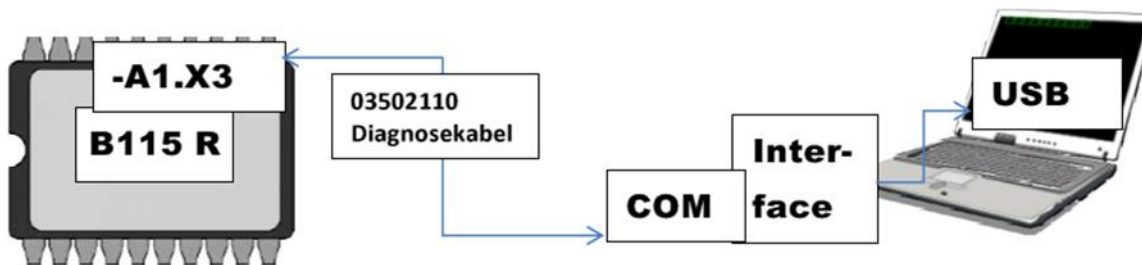 -A1.X3
B115 R
03502110
Diagnosekabel
COM
Inter-
face
USB